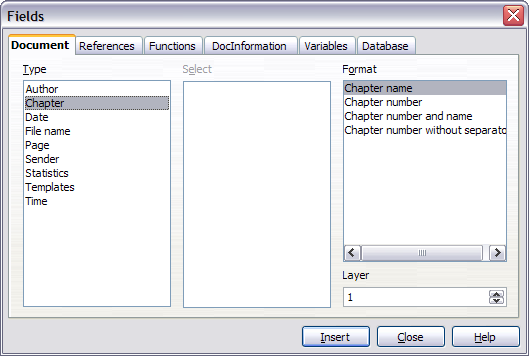 Fields
Document References Functions DocInformation Variables Database
Type Select Format
Author
Chapter
Date
File name
Page
Sender
Statistics
Templates
Time
Chapter name
Chapter number
Chapter number and name
Chapter number without separato
Layer
1
Insert Close Help